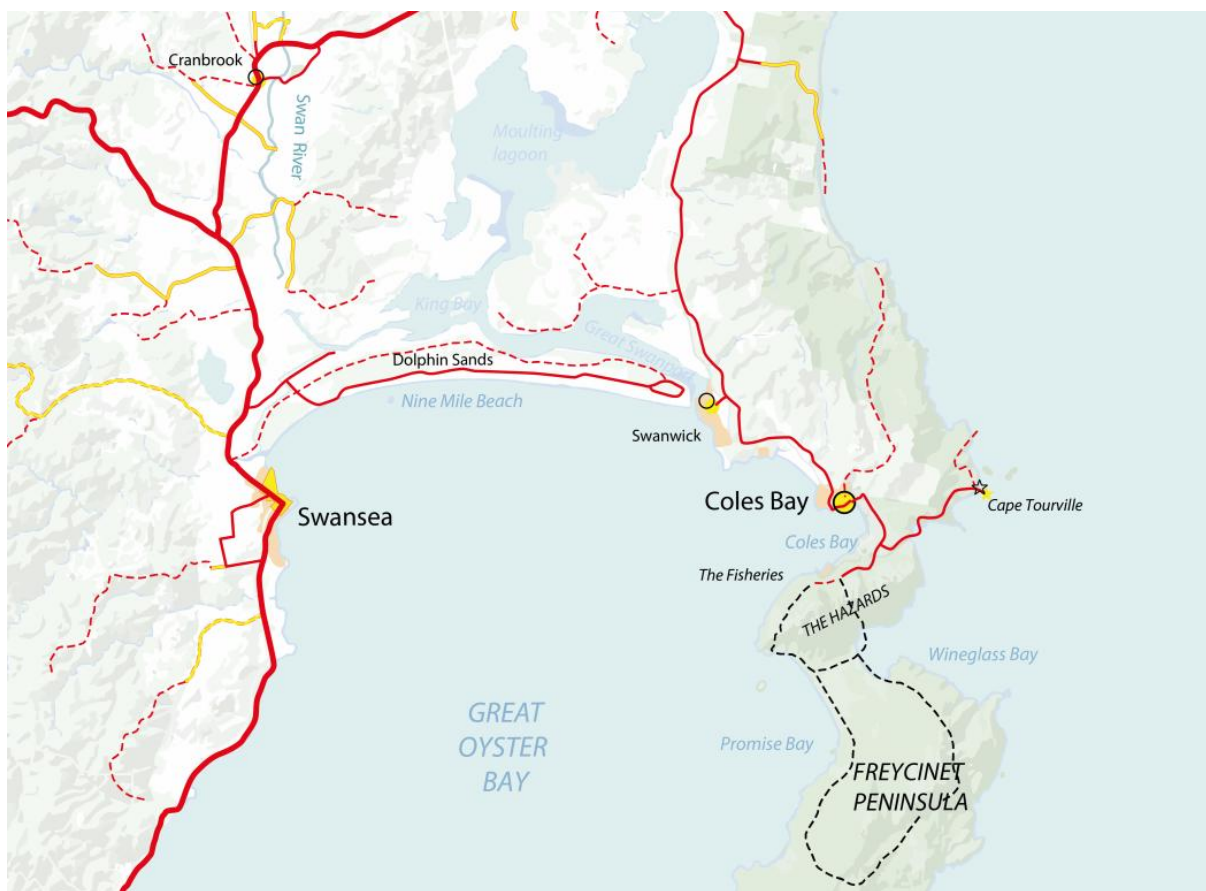 Cranbrook
Swan River
Moulting
lagoon
King Bay
Great Swanport
Dolphin Sands
Nine Mile Beach
Swanwick
Swansea
Coles Bay
Cape Tourville
Coles Bay
The Fisheries
THE HAZARDS
Wineglass Bay
GREAT
OYSTER
BAY
Promise Bay
FREYCINET
PENINSULA